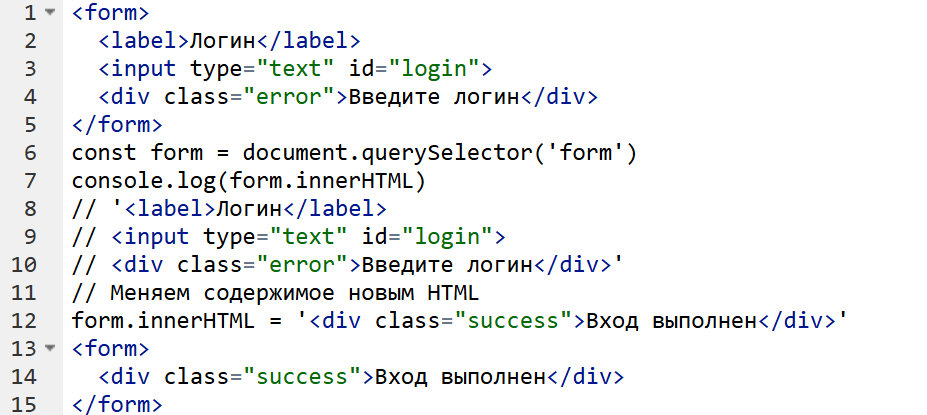 1 <form>
2   <label>Логин</label>
3   <input type="text" id="login">
4   <div class="error">Введите логин</div>
5 </form>
6 const form = document.querySelector('form')
7 console.log(form.innerHTML)
8 // '<label>Логин</label>
9 // <input type="text" id="login">
10 // <div class="error">Введите логин</div>'
11 // Меняем содержимое новым HTML
12 form.innerHTML = '<div class="success">Вход выполнен</div>'
13 <form>
14   <div class="success">Вход выполнен</div>
15 </form>